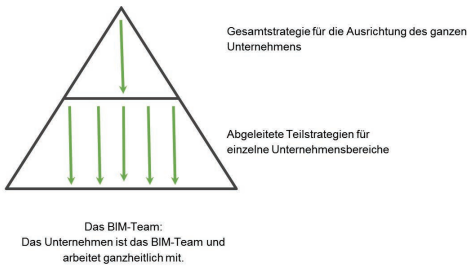 Gesamtstrategie für die Ausrichtung des ganzen
Unternehmens
Abgeleitete Teilstrategien für
einzelne Unternehmensbereiche
Das BIM-Team:
Das Unternehmen ist das BIM-Team und
arbeitet ganzheitlich mit.